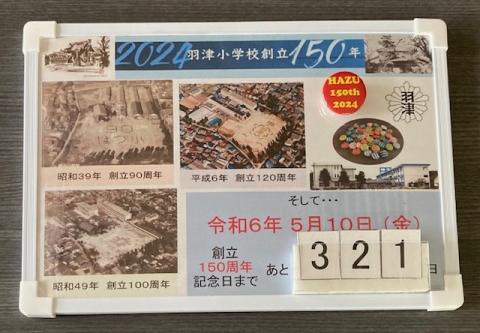 2024 羽津小学校創立150年
HAZU
150th
2024
羽津
90
はづ
昭和39年 創立90周年
平成6年 創立120周年
そして・・・
令和6年 5月10日（金）
創立
150周年
記念日まで
あと 321 日
昭和49年 創立100周年